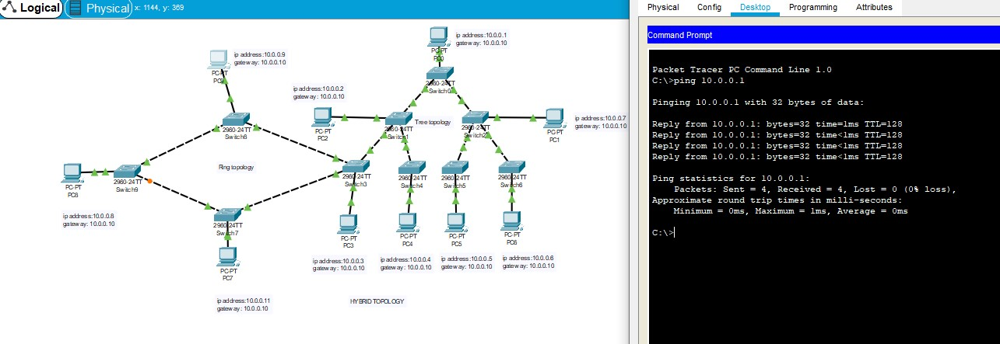 Logical
Physical
x: 1144, y: 369
ip address:10.0.0.1
gateway: 10.0.0.10
PC-PT
PC0
2960-24TT
Switch0
ip address:10.0.0.9
gateway: 10.0.0.10
PC-PT
PC9
ip address:10.0.0.2
gateway: 10.0.0.10
PC-PT
PC2
2960-24TT
Switch1
Tree topology
2960-24TT
Switch2
PC-PT
PC1
ip address:10.0.0.7
gateway: 10.0.0.10
2960-24TT
Switch8
Ring topology
PC-PT
PC8
2960-24TT
Switch9
2960-24TT
Switch3
2960-24TT
Switch4
2960-24TT
Switch5
2960-24TT
Switch6
ip address:10.0.0.8
gateway: 10.0.0.10
2960-24TT
Switch7
PC-PT
PC3
PC-PT
PC4
PC-PT
PC5
PC-PT
PC6
ip address:10.0.0.3
gateway: 10.0.0.10
ip address:10.0.0.4
gateway: 10.0.0.10
ip address:10.0.0.5
gateway: 10.0.0.10
ip address:10.0.0.6
gateway: 10.0.0.10
PC-PT
PC7
ip address:10.0.0.11
gateway: 10.0.0.10
HYBRID TOPOLOGY
Physical
Config
Desktop
Programming
Attributes
Command Prompt
Packet Tracer PC Command Line 1.0
C:\>ping 10.0.0.1
Pinging 10.0.0.1 with 32 bytes of data:
Reply from 10.0.0.1: bytes=32 time=1ms TTL=128
Reply from 10.0.0.1: bytes=32 time<1ms TTL=128
Reply from 10.0.0.1: bytes=32 time<1ms TTL=128
Reply from 10.0.0.1: bytes=32 time<1ms TTL=128
Ping statistics for 10.0.0.1:
Packets: Sent = 4, Received = 4, Lost = 0 (0% loss),
Approximate round trip times in milli-seconds:
Minimum = 0ms, Maximum = 1ms, Average = 0ms
C:\>